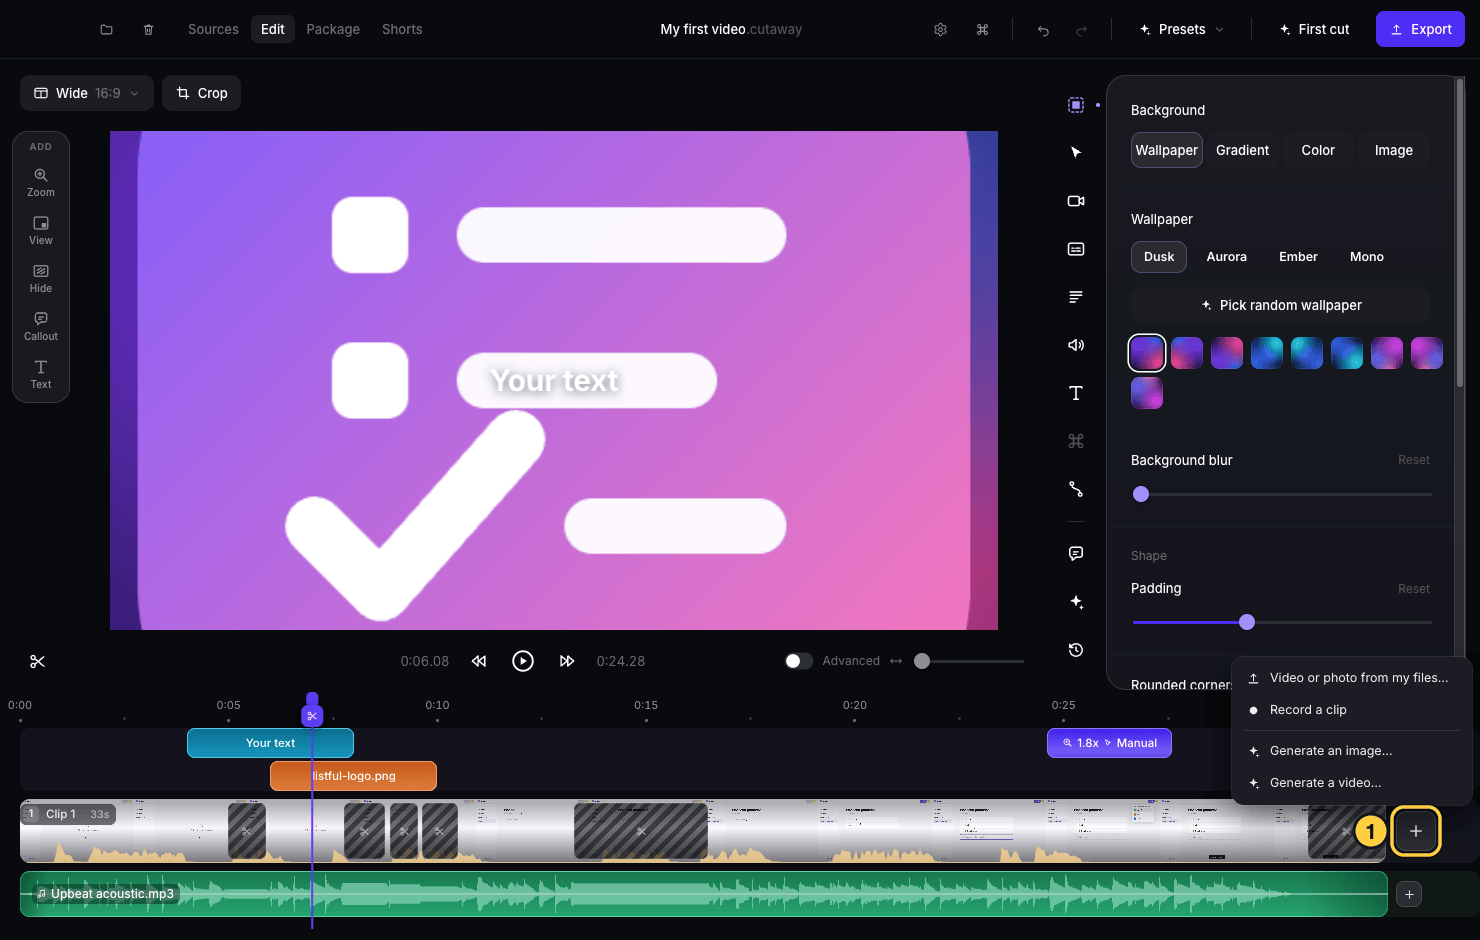 Sources Edit Package Shorts
My first video.cutaway
Presets First cut Export
Wide 16:9 Crop
ADD
Zoom
View
Hide
Callout
Text
Your text
Background
Wallpaper Gradient Color Image
Wallpaper
Dusk Aurora Ember Mono
Pick random wallpaper
Background blur Reset
Shape
Padding Reset
Rounded corners
0:06.08 0:24.28 Advanced
Video or photo from my files...
Record a clip
Generate an image...
Generate a video...
0:00 0:05 0:10 0:15 0:20 0:25
Your text 1.8x Manual
listful-logo.png
1 Clip 1 33s
1
Upbeat acoustic.mp3